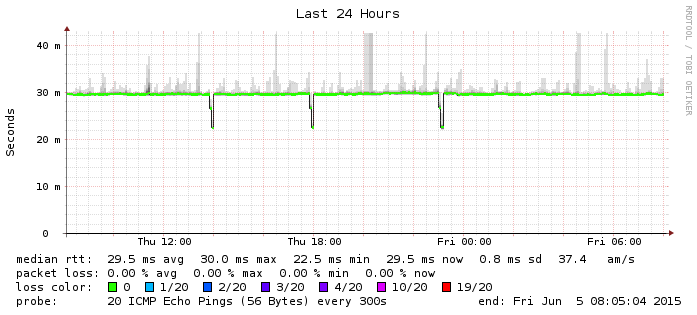 Last 24 Hours
RRDTOOL / TOBI OETIKER
Seconds
40 m
30 m
20 m
10 m
0
Thu 12:00 Thu 18:00 Fri 00:00 Fri 06:00
median rtt: 29.5 ms avg 30.0 ms max 22.5 ms min 29.5 ms now 0.8 ms sd 37.4 am/s
packet loss: 0.00 % avg 0.00 % max 0.00 % min 0.00 % now
loss color: 0 1/20 2/20 3/20 4/20 10/20 19/20
probe: 20 ICMP Echo Pings (56 Bytes) every 300s end: Fri Jun 5 08:05:04 2015